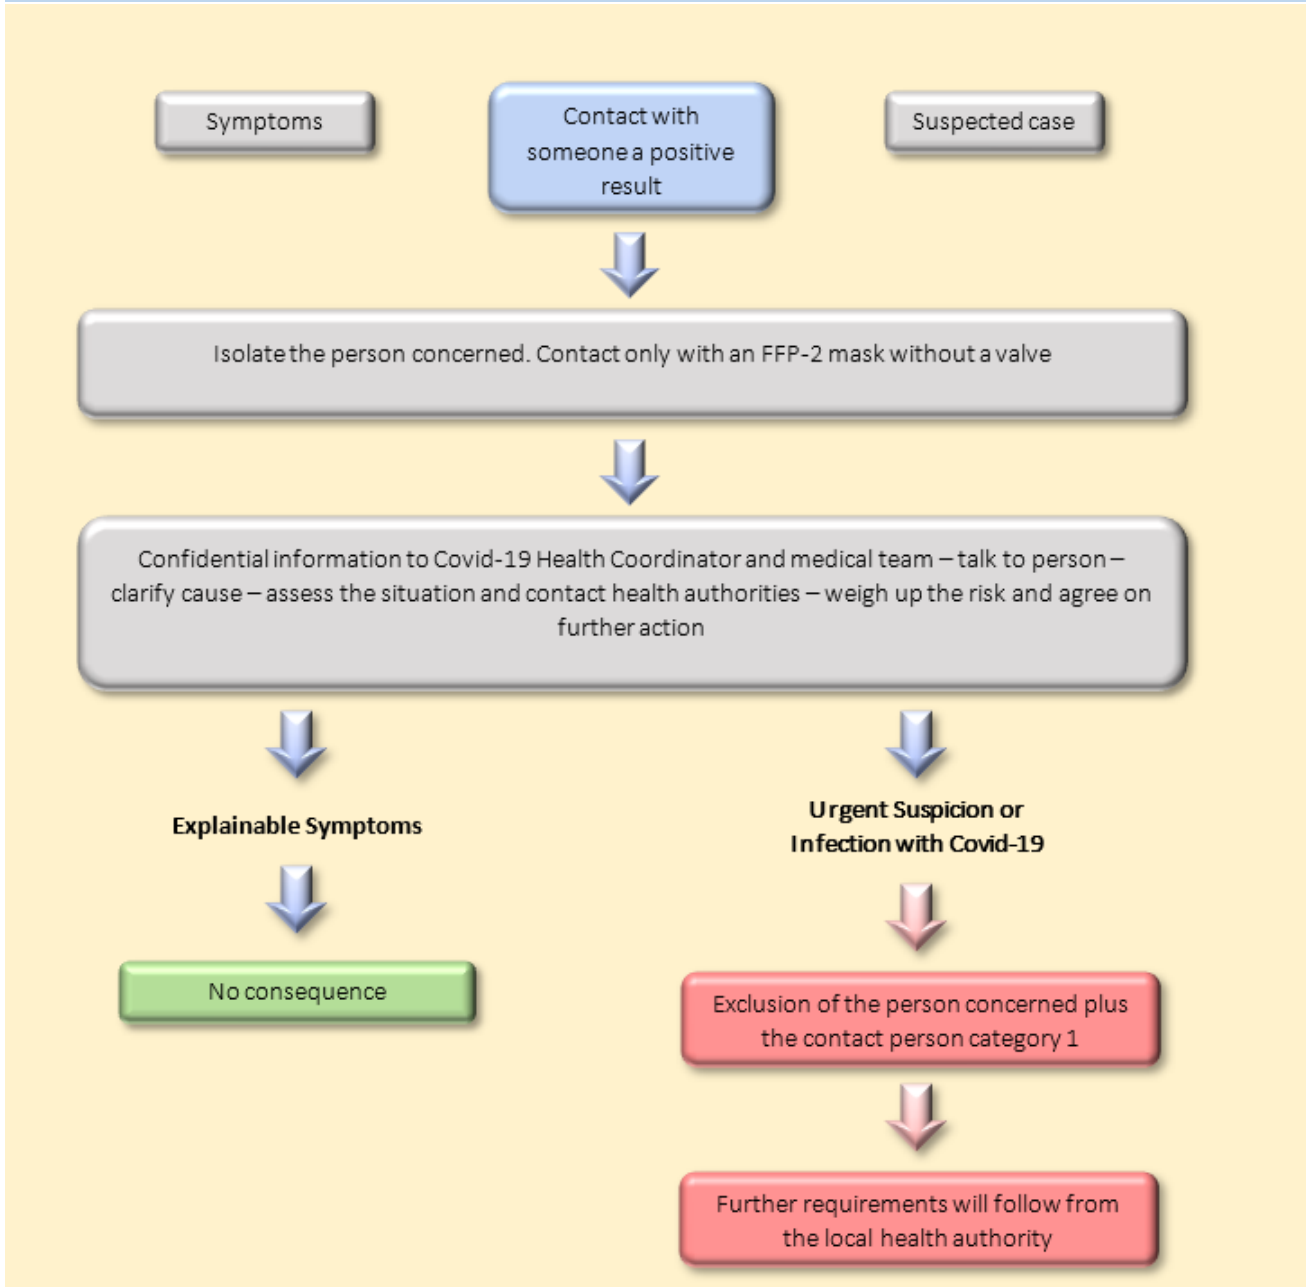 Symptoms
Contact with
someone a positive
result
Suspected case
Isolate the person concerned. Contact only with an FFP-2 mask without a valve
Confidential information to Covid-19 Health Coordinator and medical team – talk to person –
clarify cause – assess the situation and contact health authorities – weigh up the risk and agree on
further action
Explainable Symptoms
Urgent Suspicion or
Infection with Covid-19
No consequence
Exclusion of the person concerned plus
the contact person category 1
Further requirements will follow from
the local health authority